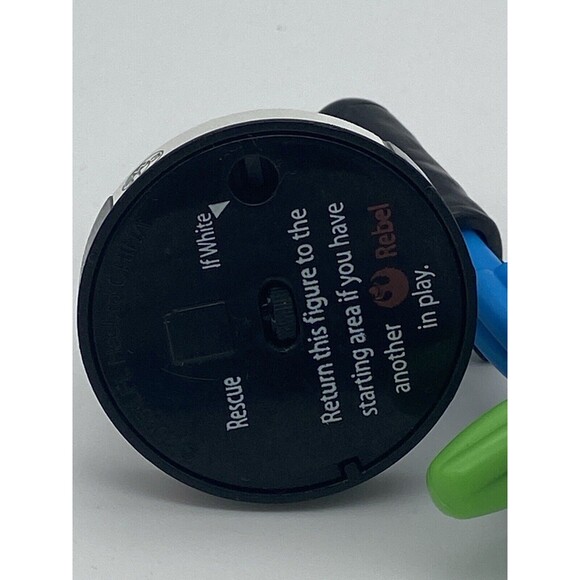 Rescue
If White
Return this figure to the
starting area if you have
another Rebel
in play.